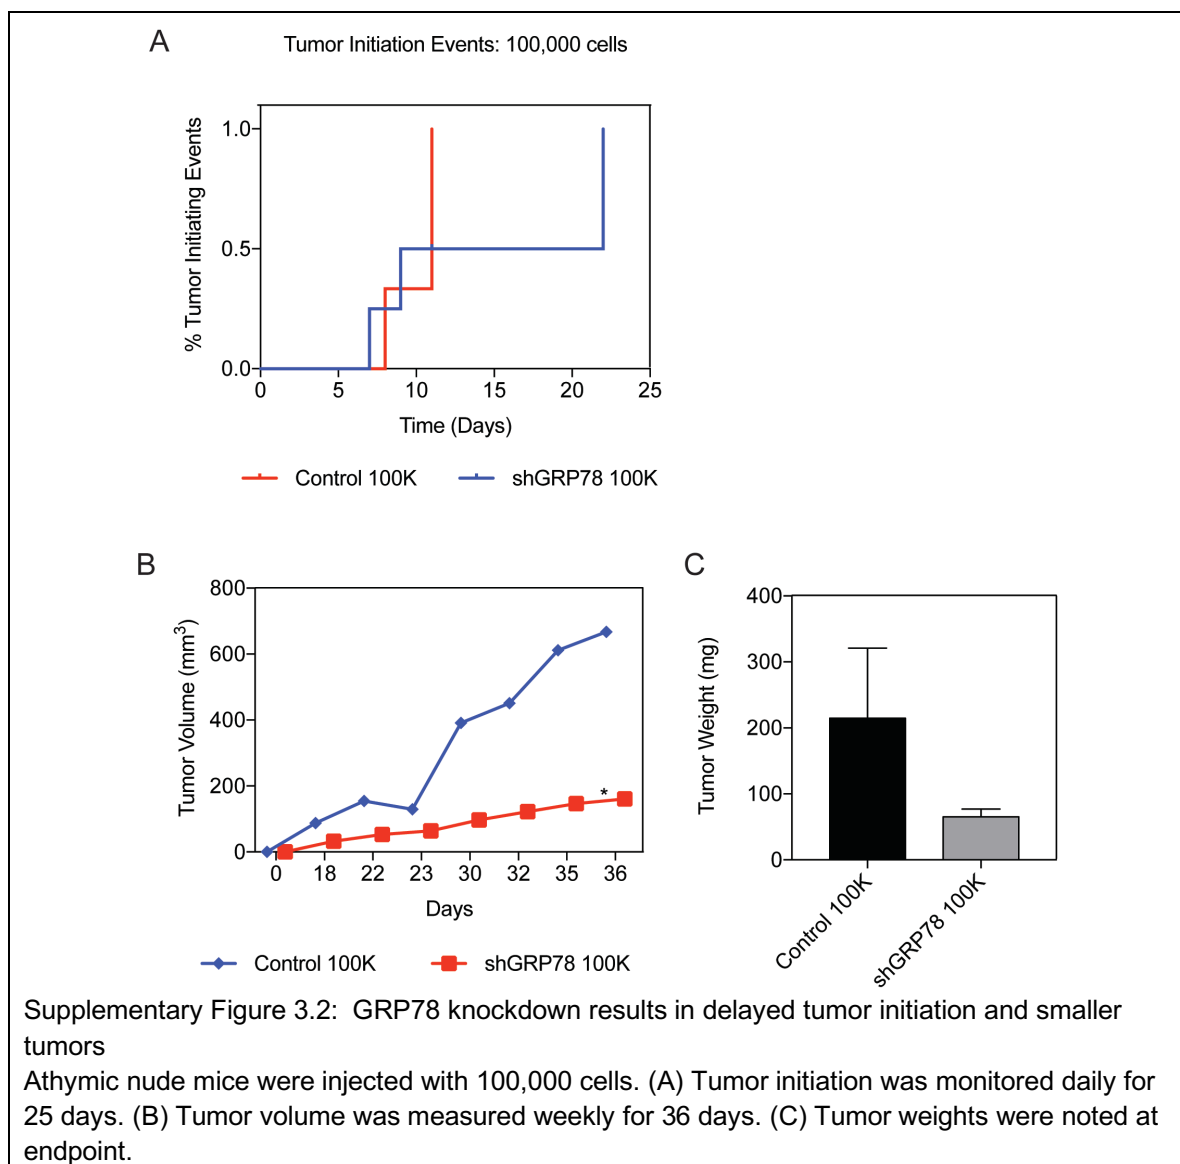 A
Tumor Initiation Events: 100,000 cells
% Tumor Initiating Events
1.0
0.5
0.0
0 5 10 15 20 25
Time (Days)
Control 100K shGRP78 100K
B
Tumor Volume (mm³)
800
600
400
200
0
*
0 18 22 23 30 32 35 36
Days
Control 100K shGRP78 100K
C
Tumor Weight (mg)
400
300
200
100
0
Control 100K
shGRP78 100K
Supplementary Figure 3.2:  GRP78 knockdown results in delayed tumor initiation and smaller
tumors
Athymic nude mice were injected with 100,000 cells. (A) Tumor initiation was monitored daily for
25 days. (B) Tumor volume was measured weekly for 36 days. (C) Tumor weights were noted at
endpoint.